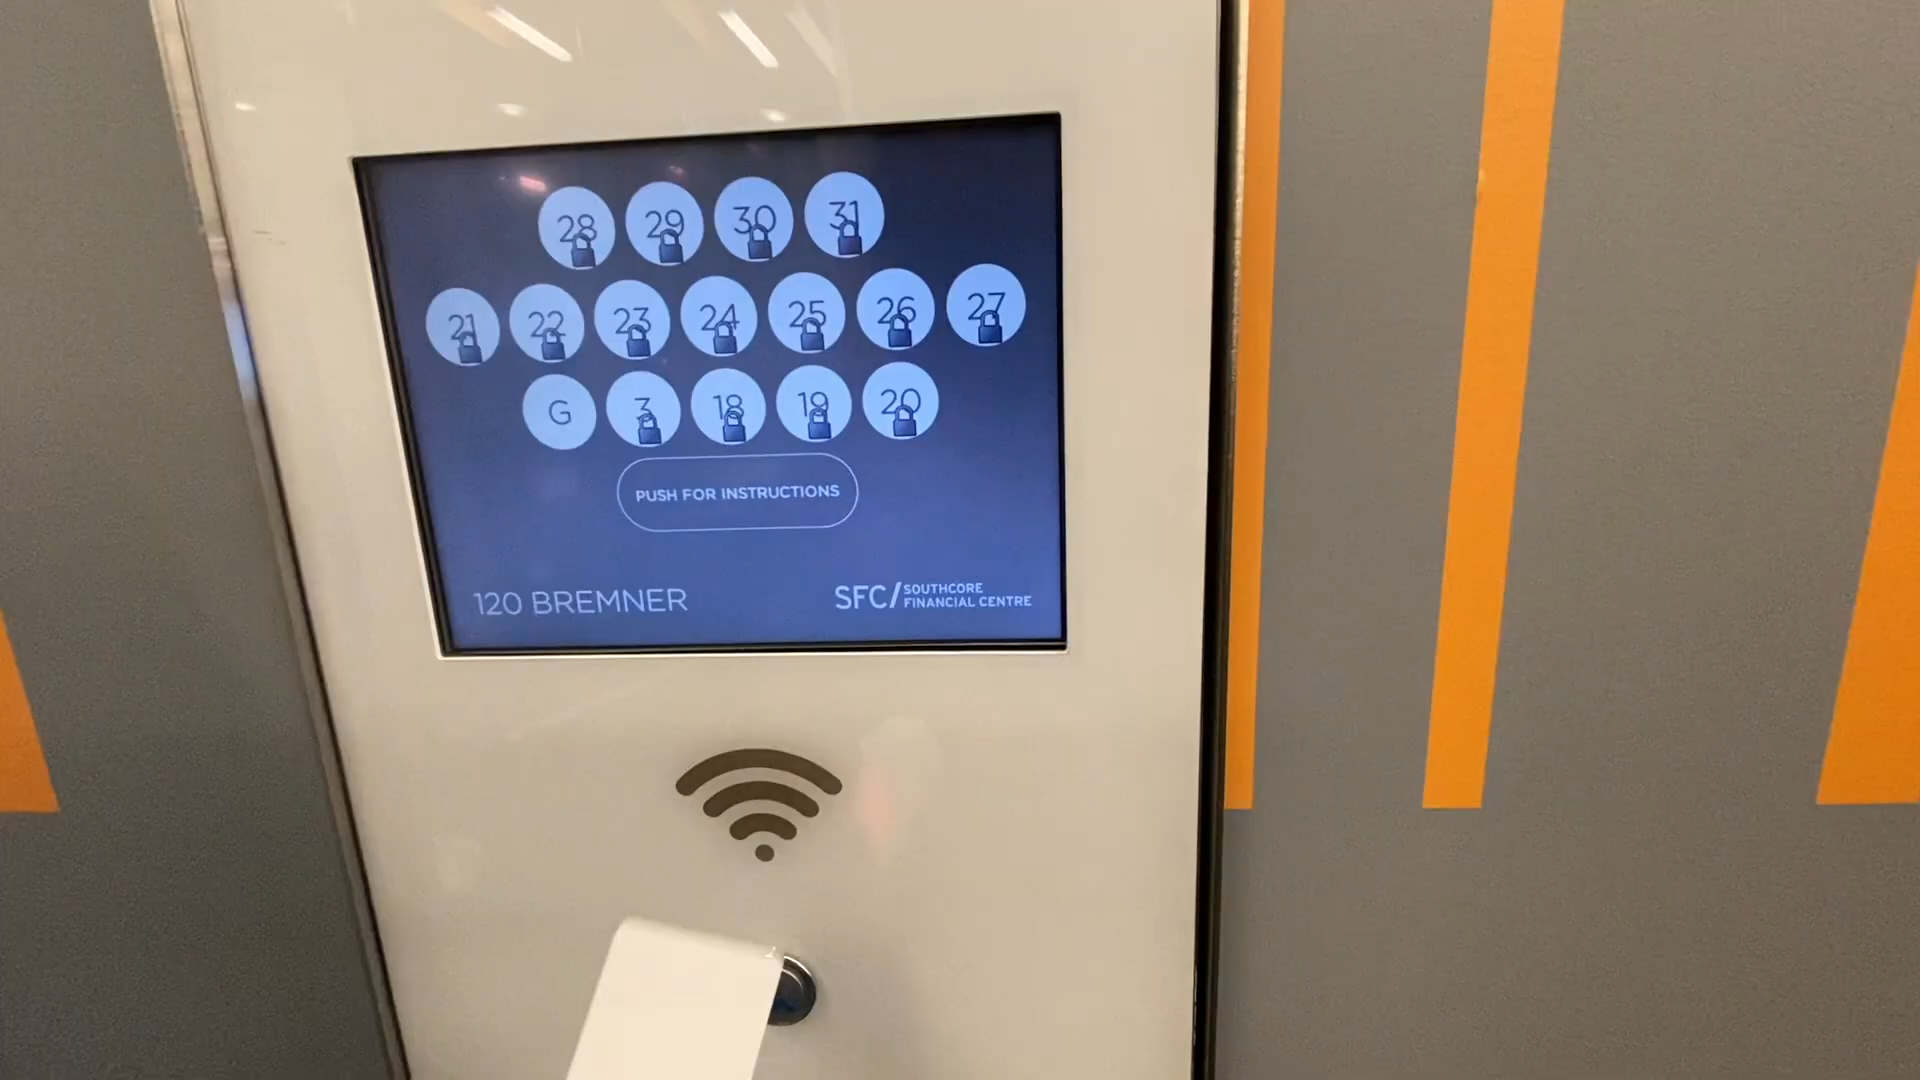 28 29 30 31
21 22 23 24 25 26 27
G 3 18 19 20
PUSH FOR INSTRUCTIONS
120 BREMNER
SFC/ SOUTHCORE
FINANCIAL CENTRE